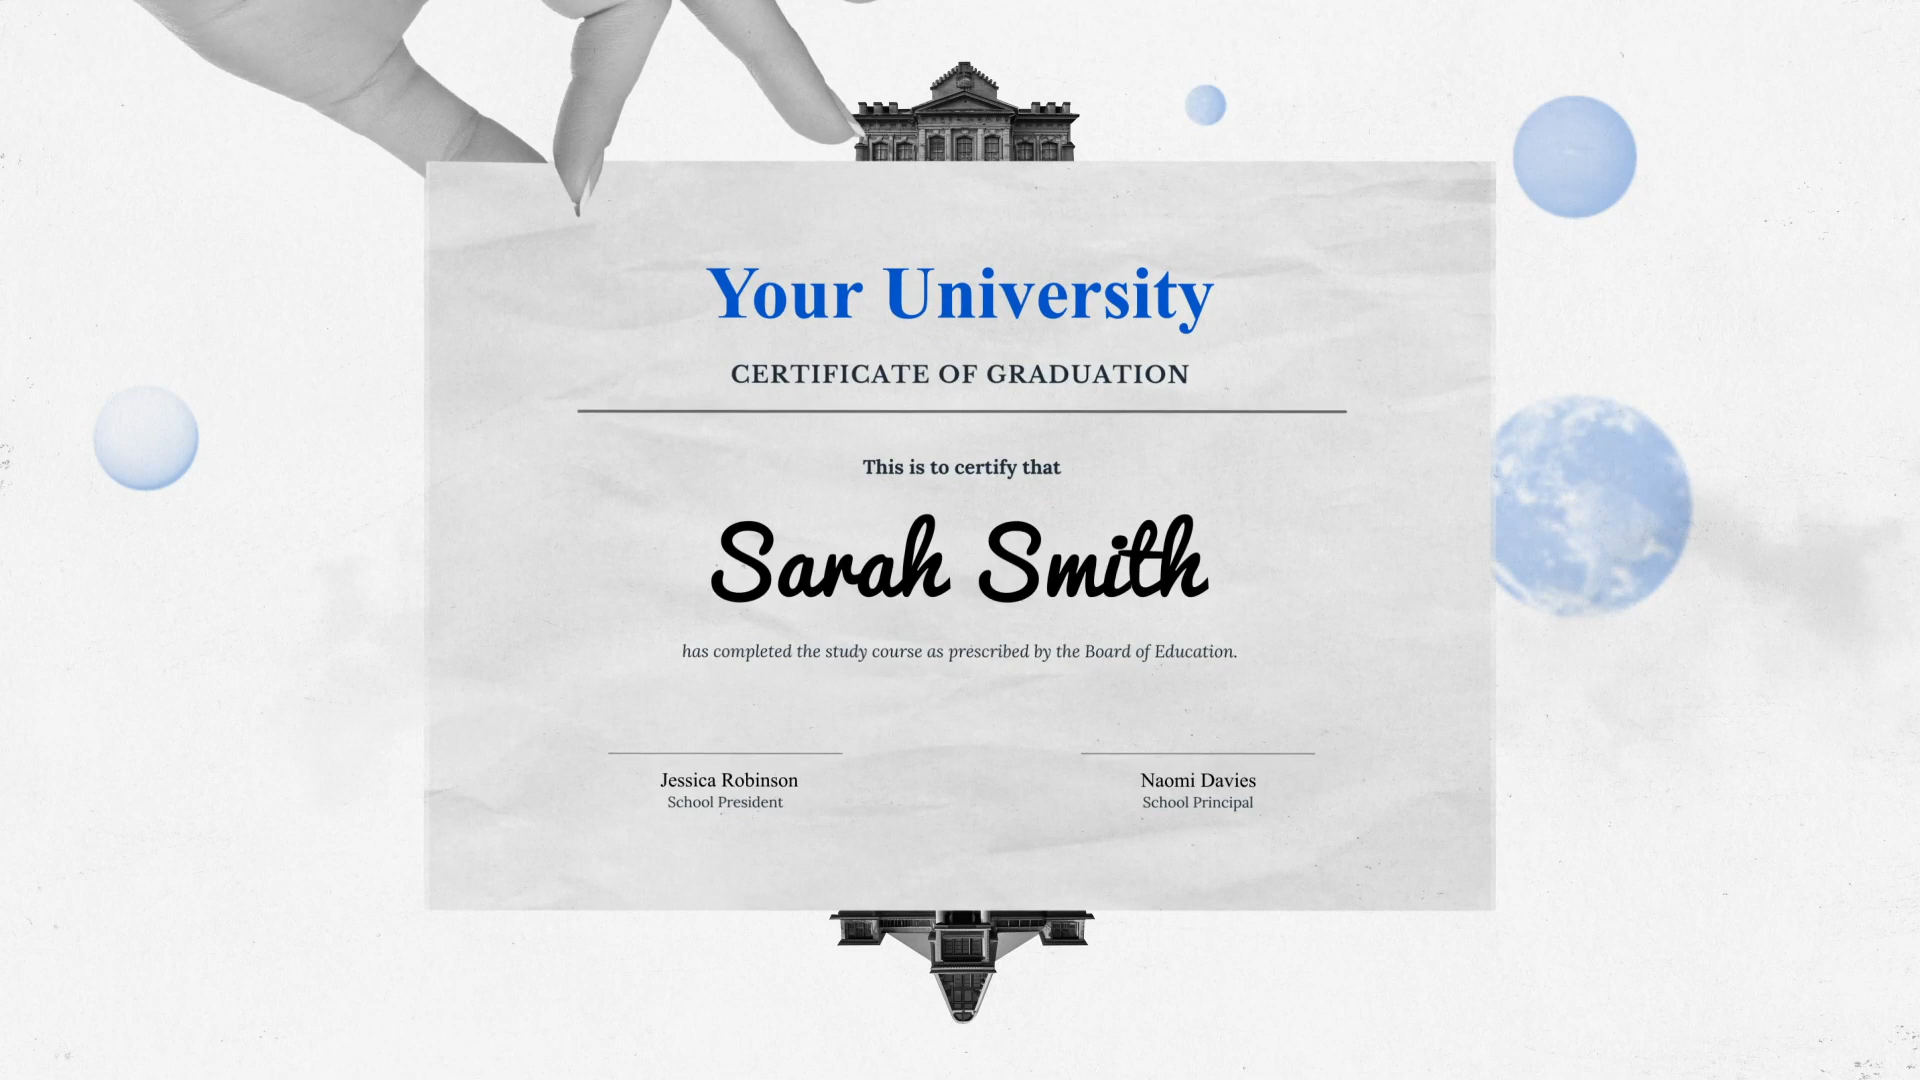 Your University
CERTIFICATE OF GRADUATION
This is to certify that
Sarah Smith
has completed the study course as prescribed by the Board of Education.
Jessica Robinson
School President
Naomi Davies
School Principal